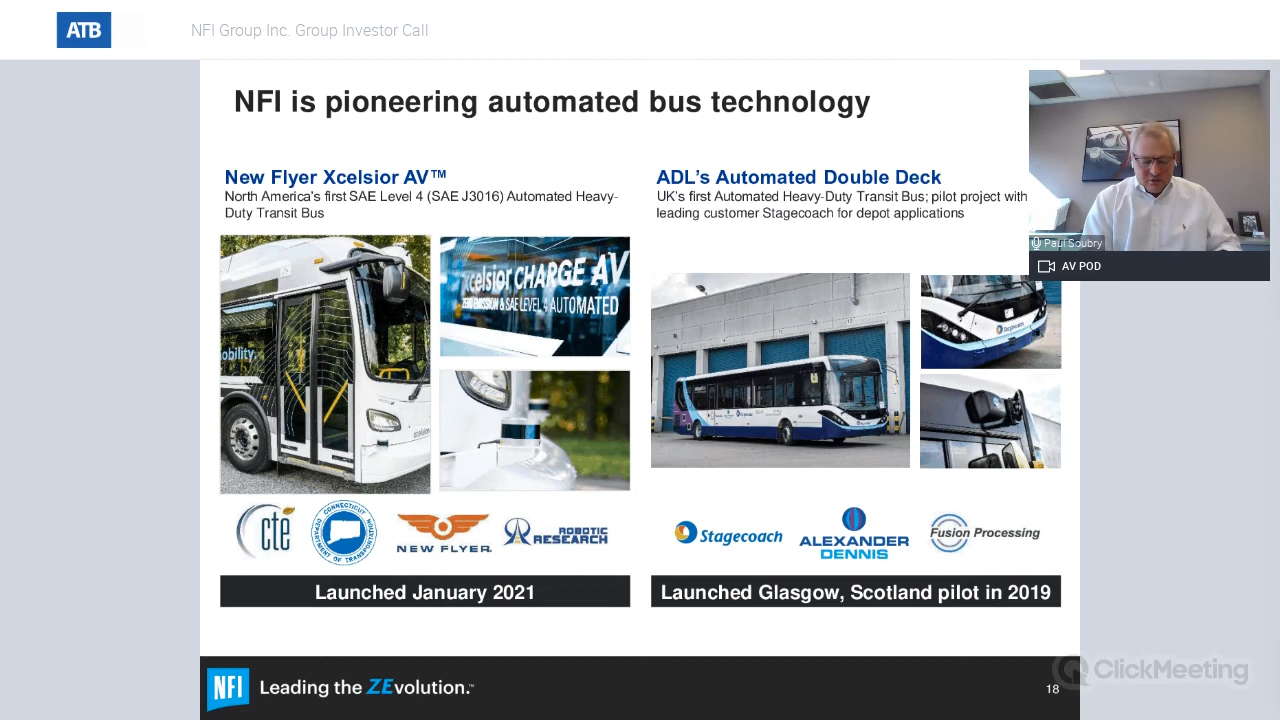 ATB
NFI Group Inc. Group Investor Call
NFI is pioneering automated bus technology
New Flyer Xcelsior AV™
North America's first SAE Level 4 (SAE J3016) Automated Heavy-
Duty Transit Bus
ADL's Automated Double Deck
UK's first Automated Heavy-Duty Transit Bus; pilot project with
leading customer Stagecoach for depot applications
Paul Soubry
AV POD
obility.
xcelsior CHARGE AV
ZERO EMISSION & SAE LEVEL 4 AUTOMATED
Stagecoach
cte
CONNECTICUT
DEPARTMENT OF TRANSPORTATION
NEW FLYER
ROBOTIC
RESEARCH
Stagecoach
ALEXANDER
DENNIS
Fusion Processing
Launched January 2021
Launched Glasgow, Scotland pilot in 2019
NFI
Leading the ZEvolution.™
18
ClickMeeting